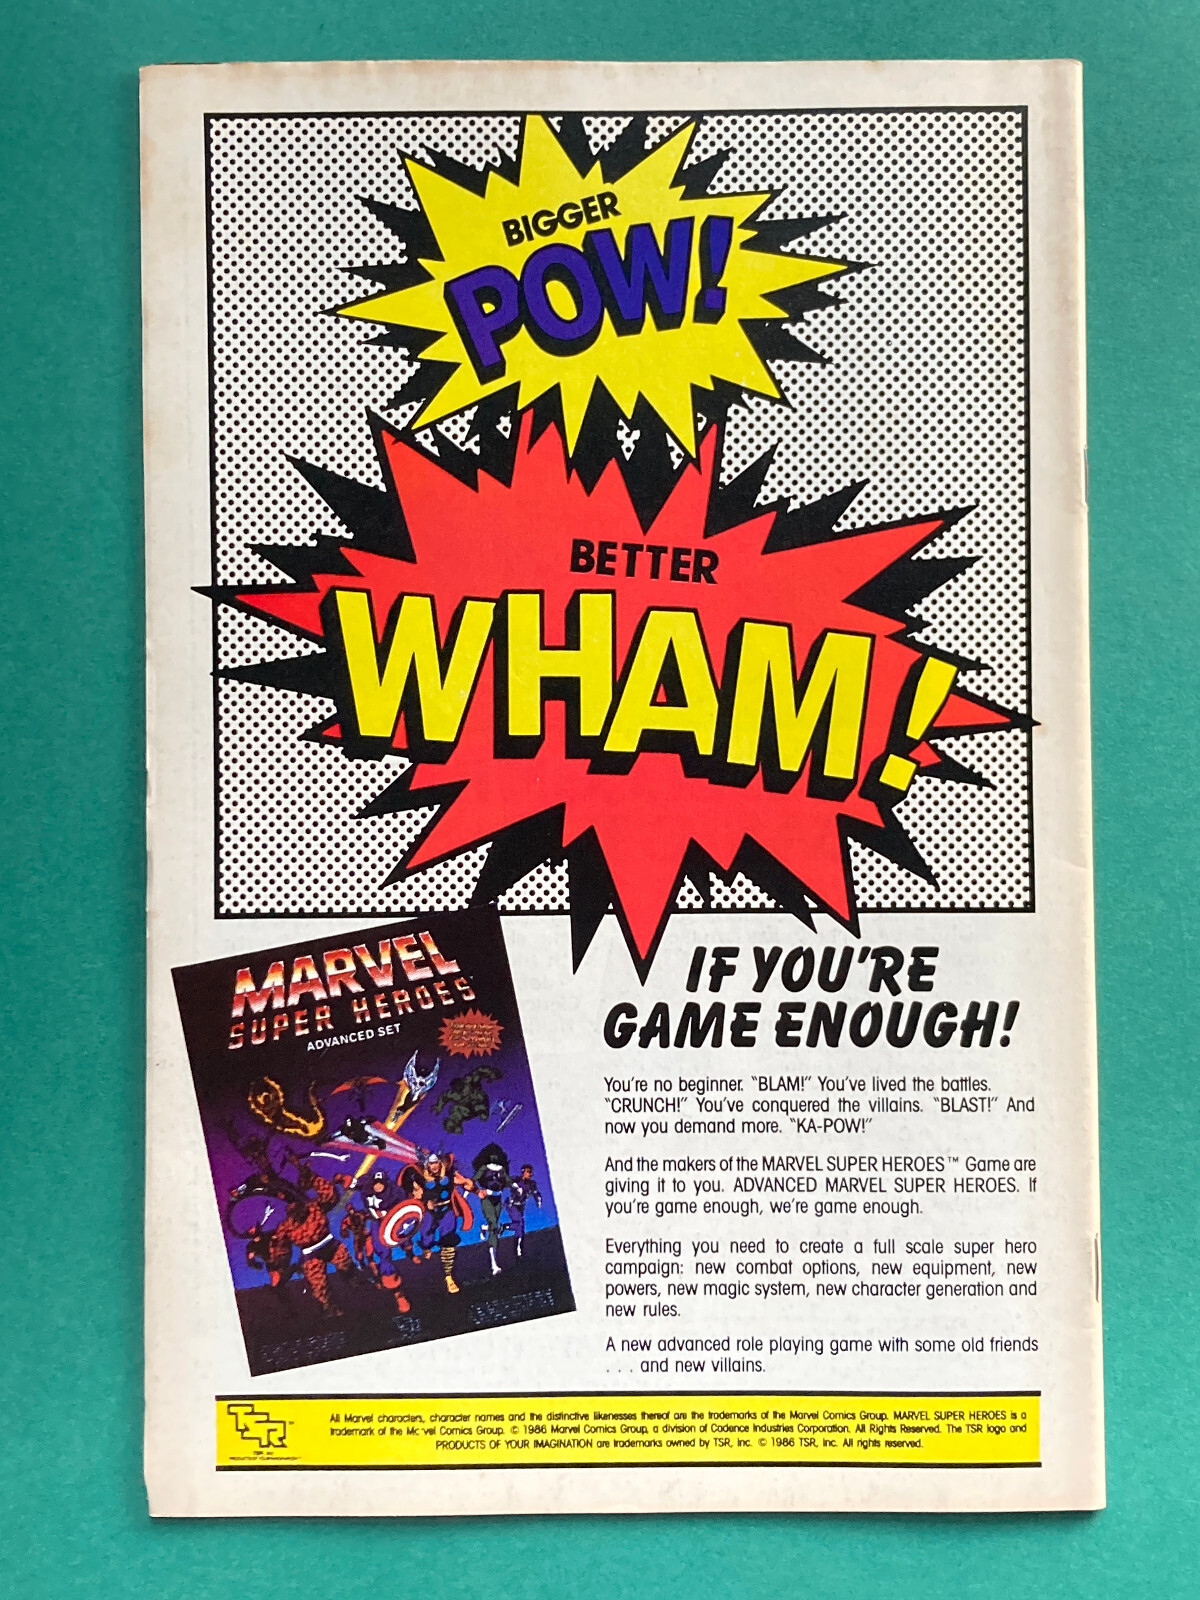 BIGGER
POW!
BETTER
WHAM!
MARVEL
SUPER HEROES
ADVANCED SET
IF YOU'RE
GAME ENOUGH!
You're no beginner. "BLAM!" You've lived the battles.
"CRUNCH!" You've conquered the villains. "BLAST!" And
now you demand more. "KA-POW!"
And the makers of the MARVEL SUPER HEROES™ Game are
giving it to you. ADVANCED MARVEL SUPER HEROES. If
you're game enough, we're game enough.
Everything you need to create a full scale super hero
campaign: new combat options, new equipment, new
powers, new magic system, new character generation and
new rules.
A new advanced role playing game with some old friends
. . . and new villains.
TSR™
TSR, Inc.
PRODUCTS OF YOUR IMAGINATION™
All Marvel characters, character names and the distinctive likenesses thereof are the trademarks of the Marvel Comics Group. MARVEL SUPER HEROES is a
trademark of the Marvel Comics Group. © 1986 Marvel Comics Group, a division of Cadence Industries Corporation. All Rights Reserved. The TSR logo and
PRODUCTS OF YOUR IMAGINATION are trademarks owned by TSR, Inc. © 1986 TSR, Inc. All rights reserved.